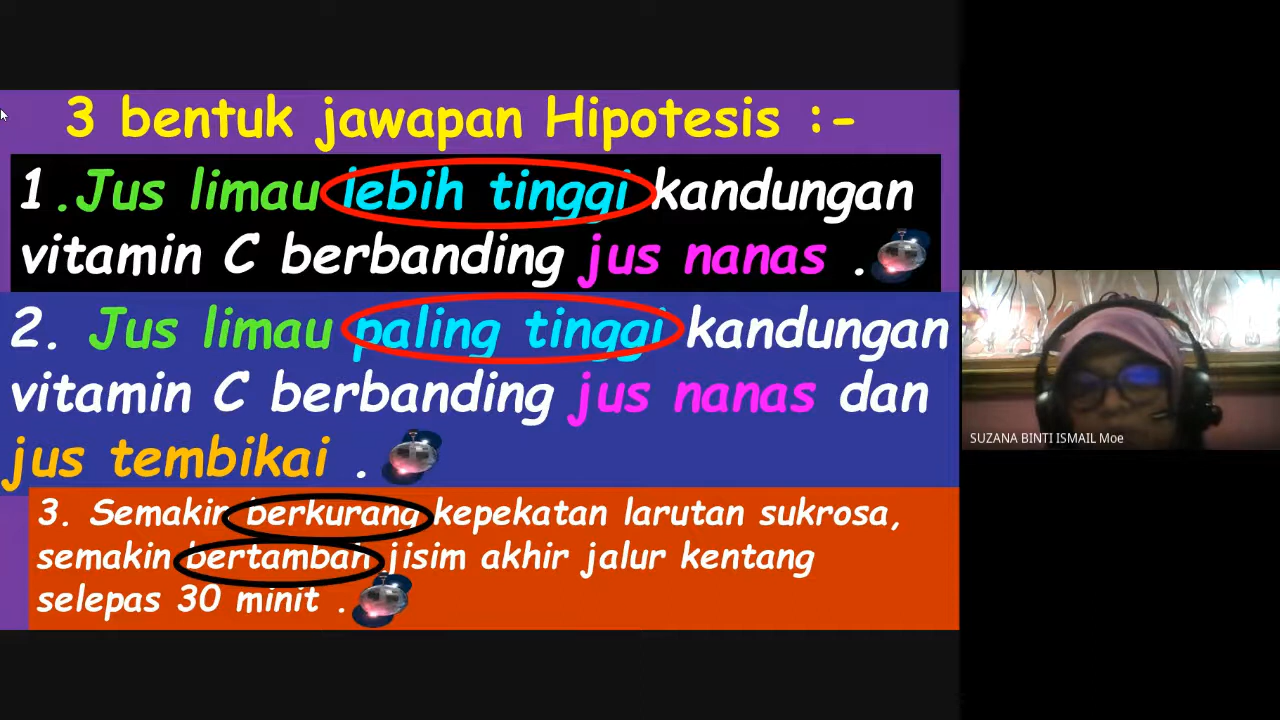 3 bentuk jawapan Hipotesis :-
1.Jus limau lebih tinggi kandungan
vitamin C berbanding jus nanas .
2. Jus limau paling tinggi kandungan
vitamin C berbanding jus nanas dan
jus tembikai .
3. Semakin berkurang kepekatan larutan sukrosa,
semakin bertambah jisim akhir jalur kentang
selepas 30 minit .
SUZANA BINTI ISMAIL Moe